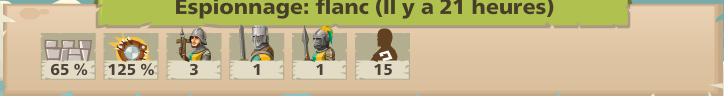 Espionnage: flanc (Il y a 21 heures)
65 % 125 % 3 1 1 15